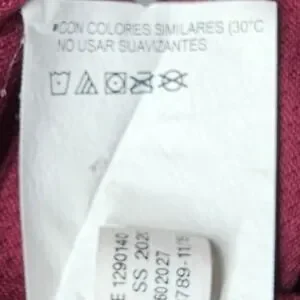 *CON COLORES SIMILARES (30°C
NO USAR SUAVIZANTES
E 1290140
SS 202
602027
789-11